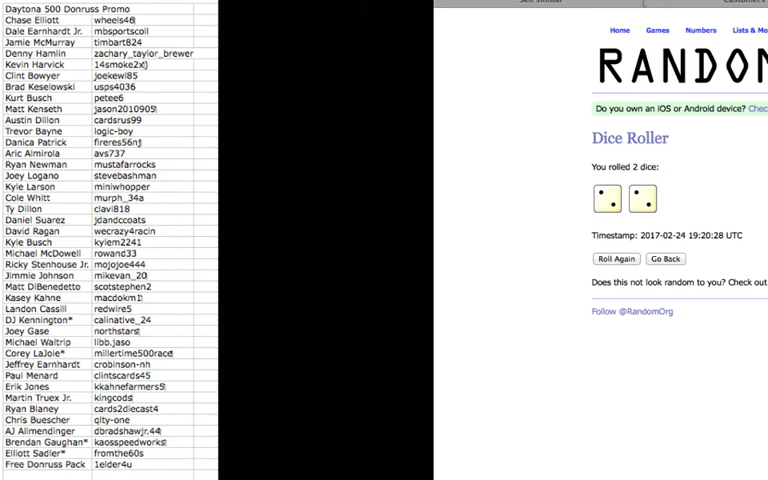 Daytona 500 Donruss Promo
Chase Elliott wheels46
Dale Earnhardt Jr. mbsportscoll
Jamie McMurray timbart824
Denny Hamlin zachary_taylor_brewer
Kevin Harvick 14smoke2x
Clint Bowyer joekewl85
Brad Keselowski usps4036
Kurt Busch petee6
Matt Kenseth jason2010905
Austin Dillon cardsrus99
Trevor Bayne logic-boy
Danica Patrick fireres56n
Aric Almirola avs737
Ryan Newman mustafarrocks
Joey Logano stevebashman
Kyle Larson miniwhopper
Cole Whitt murph_34a
Ty Dillon clavi818
Daniel Suarez jdandccoats
David Ragan wecrazy4racin
Kyle Busch kylem2241
Michael McDowell rowand33
Ricky Stenhouse Jr. mojojoe444
Jimmie Johnson mikevan_20
Matt DiBenedetto scotstephen2
Kasey Kahne macdokm1
Landon Cassill redwire5
DJ Kennington* calinative_24
Joey Gase northstars
Michael Waltrip libb.jaso
Corey LaJoie* millertime500race
Jeffrey Earnhardt crobinson-nh
Paul Menard clintscards45
Erik Jones kkahnefarmers5
Martin Truex Jr. kingcods
Ryan Blaney cards2diecast4
Chris Buescher qlty-one
AJ Allmendinger dbradshawjr.44
Brendan Gaughan* kaosspeedworks
Elliott Sadler* fromthe60s
Free Donruss Pack 1elder4u
Home Games Numbers Lists & Mo
RANDOM
Do you own an iOS or Android device? Chec
Dice Roller
You rolled 2 dice:
Timestamp: 2017-02-24 19:20:28 UTC
Roll Again Go Back
Does this not look random to you? Check out
Follow @RandomOrg